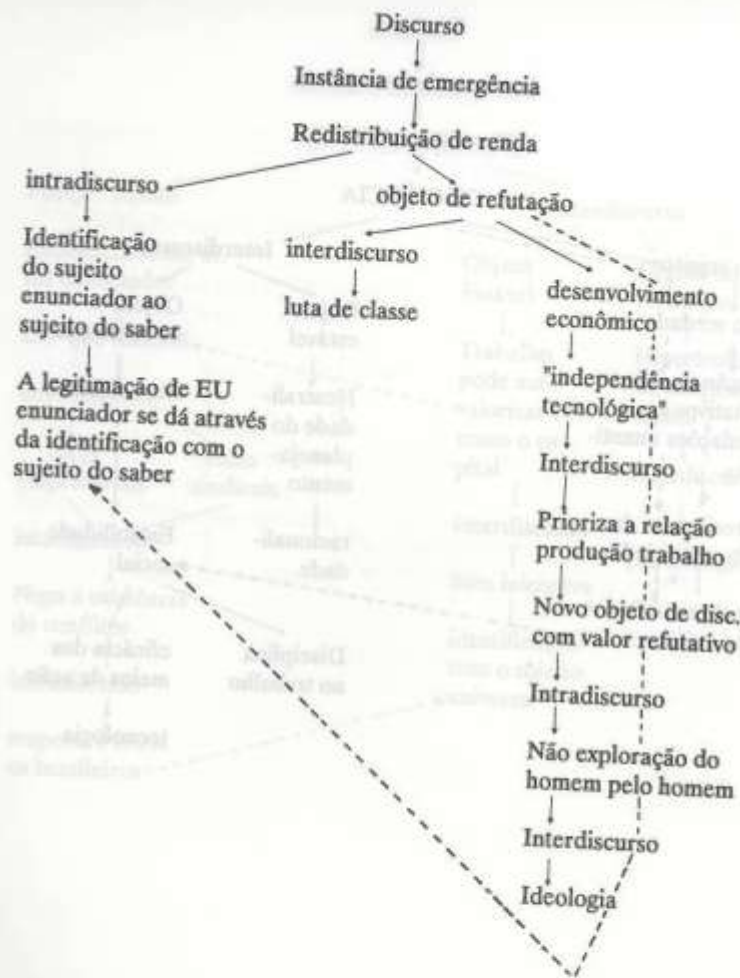 Discurso
Instância de emergência
Redistribuição de renda
intradiscurso
objeto de refutação
Identificação
do sujeito
enunciador ao
sujeito do saber
interdiscurso
luta de classe
desenvolvimento
econômico
A legitimação de EU
enunciador se dá através
da identificação com o
sujeito do saber
"independência
tecnológica"
Interdiscurso
Prioriza a relação
produção trabalho
Novo objeto de disc.
com valor refutativo
Intradiscurso
Não exploração do
homem pelo homem
Interdiscurso
Ideologia